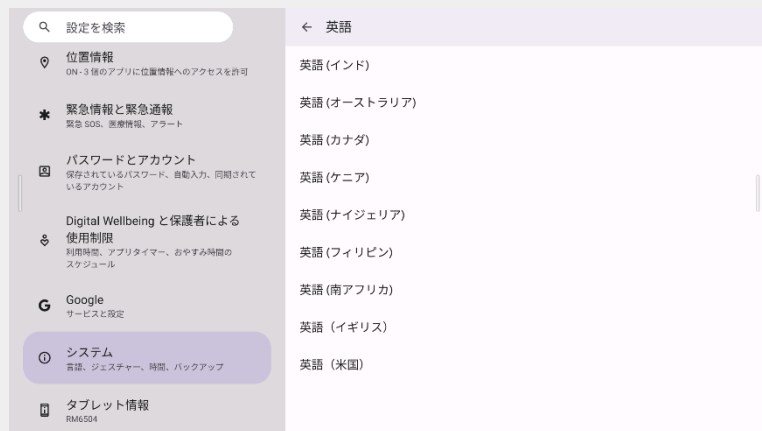 設定を検索
位置情報
ON - 3 個のアプリに位置情報へのアクセスを許可
緊急情報と緊急通報
緊急 SOS、医療情報、アラート
パスワードとアカウント
保存されているパスワード、自動入力、同期されて
いるアカウント
Digital Wellbeing と保護者による
使用制限
利用時間、アプリタイマー、おやすみ時間の
スケジュール
Google
サービスと設定
システム
言語、ジェスチャー、時間、バックアップ
タブレット情報
RM6504
英語
英語 (インド)
英語 (オーストラリア)
英語 (カナダ)
英語 (ケニア)
英語 (ナイジェリア)
英語 (フィリピン)
英語 (南アフリカ)
英語（イギリス）
英語（米国）